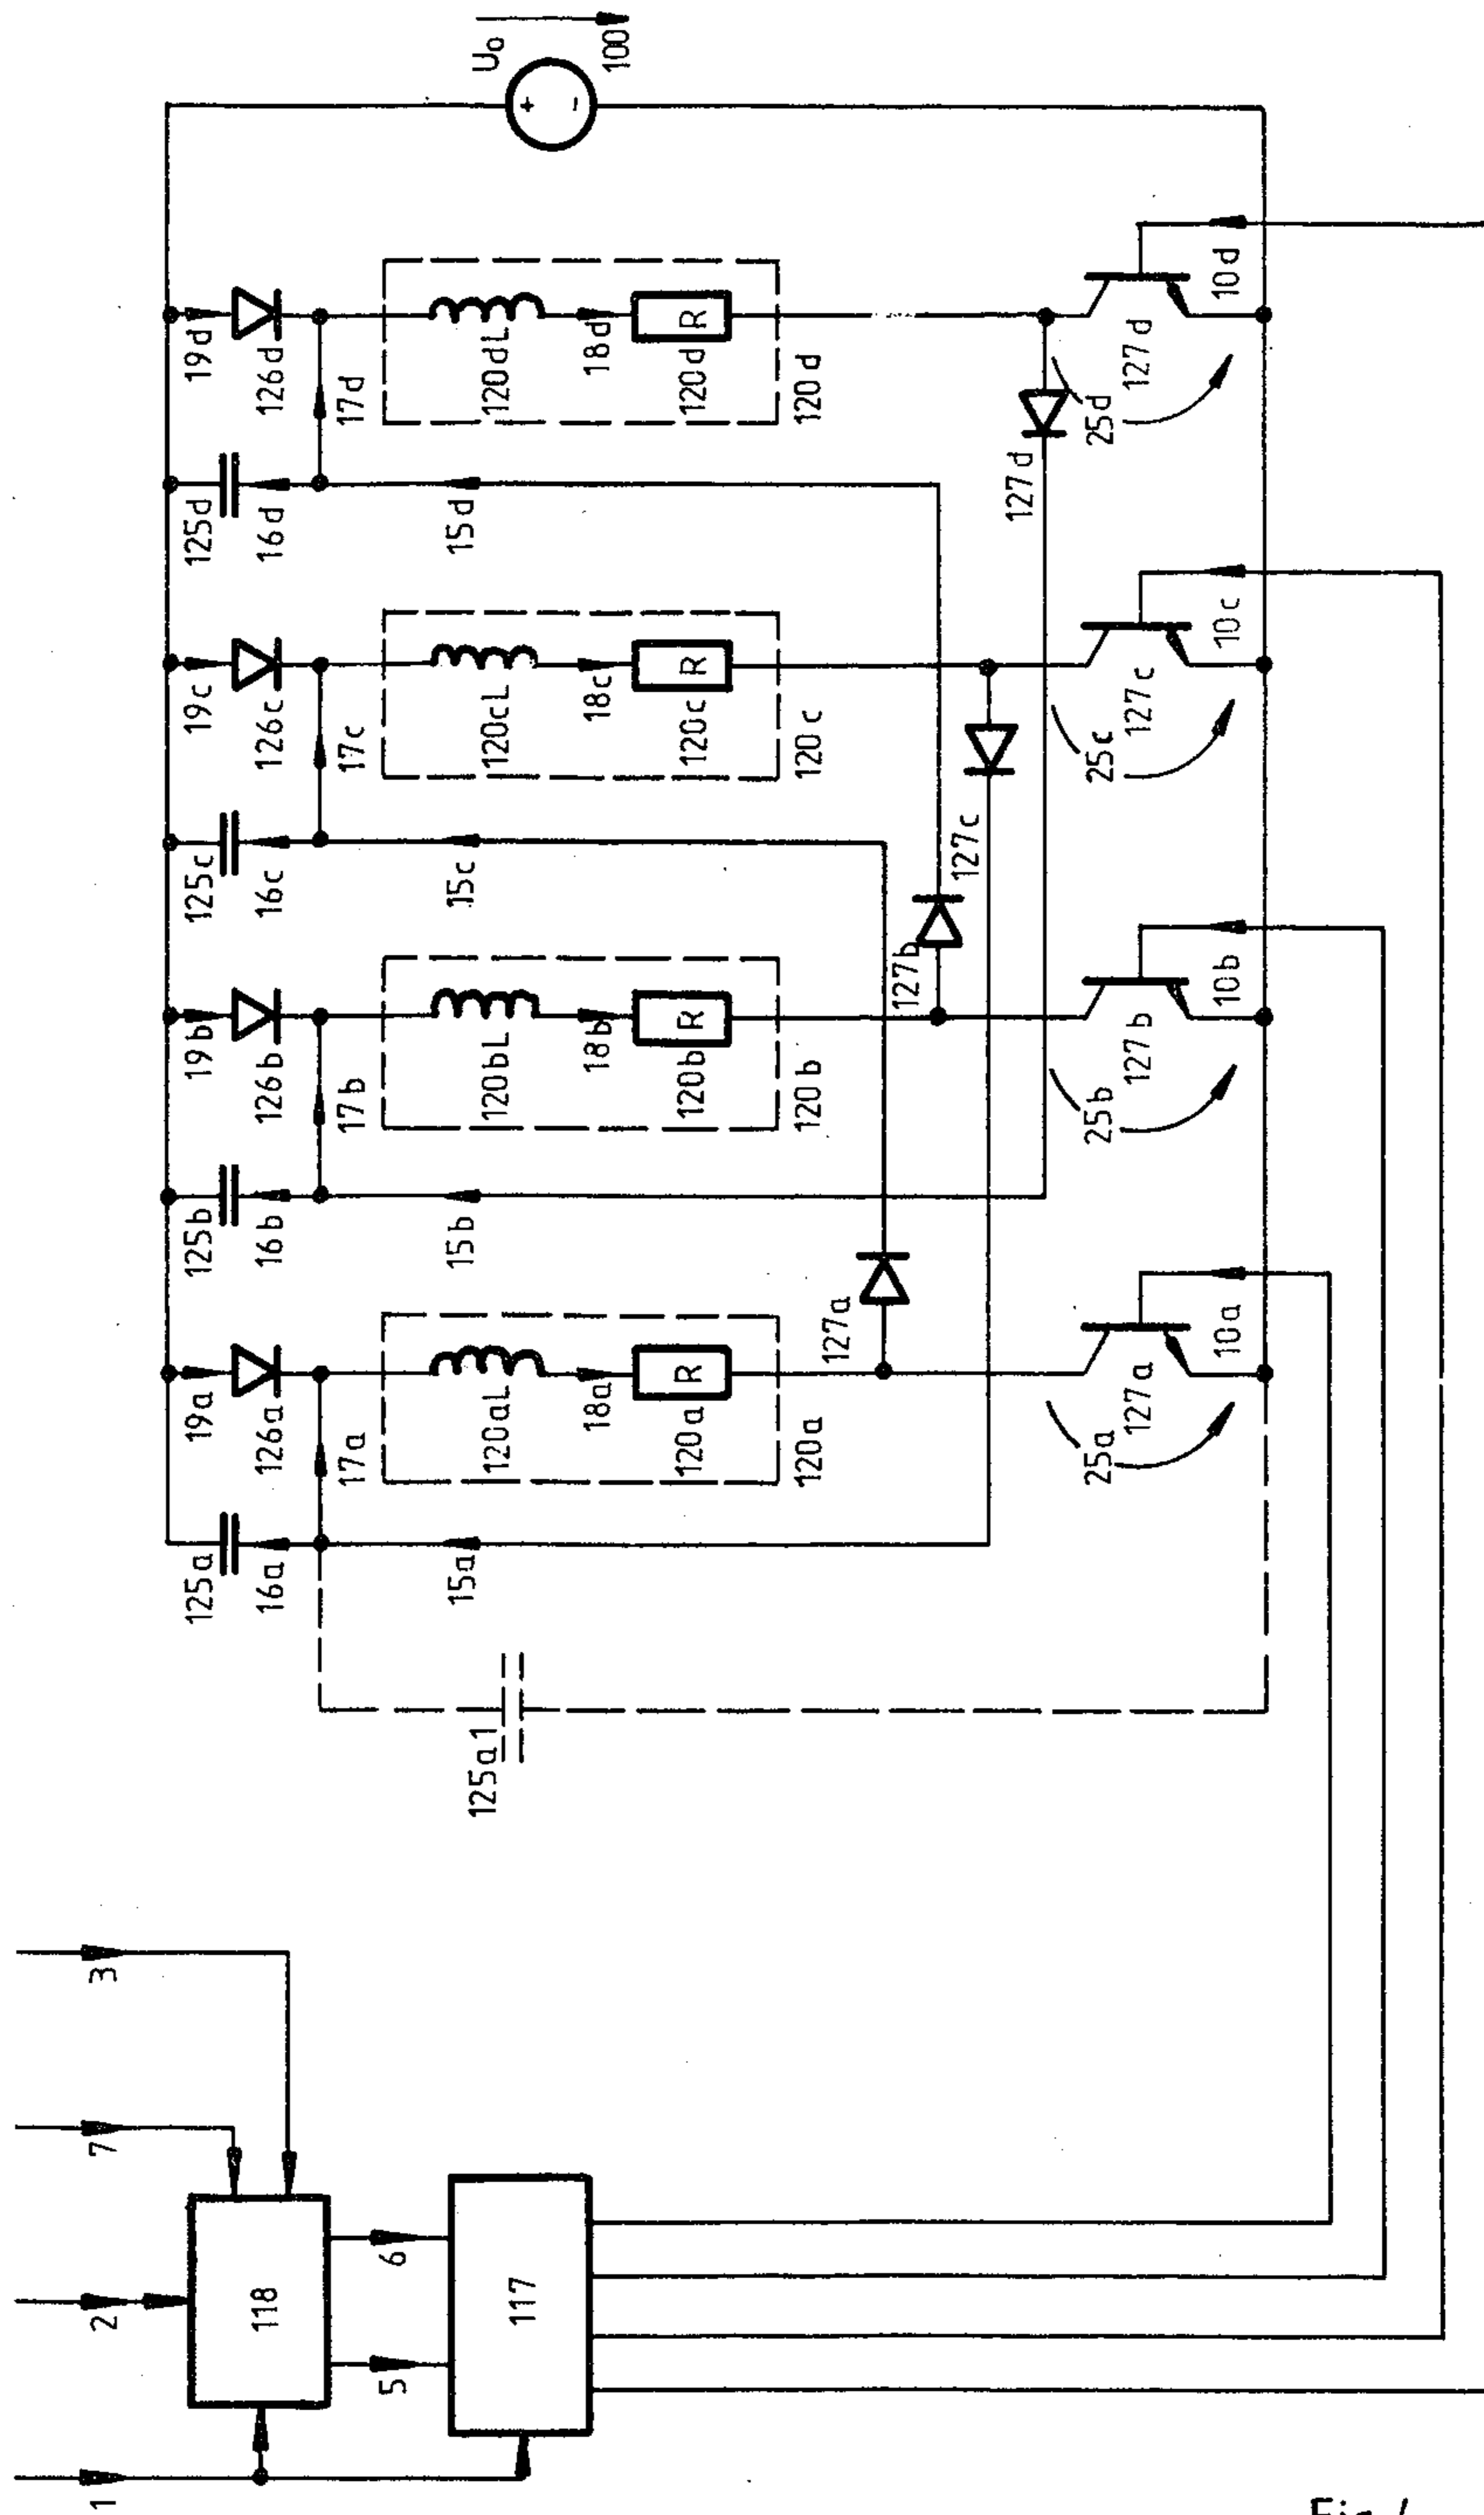 1
2
7
3
118
5
6
117
125a1
125a
16a
15a
19a
126a
17a
120aL
18a
120a
120a
127a
25a
127a
10a
125b
16b
15b
19b
126b
17b
120bL
18b
120b
120b
127b
25b
127b
10b
125c
16c
15c
19c
126c
17c
120cL
18c
120c
120c
127c
25c
127c
10c
125d
16d
15d
19d
126d
17d
120dL
18d
120d
120d
127d
25d
127d
10d
R
R
R
R
U₀
+
-
100